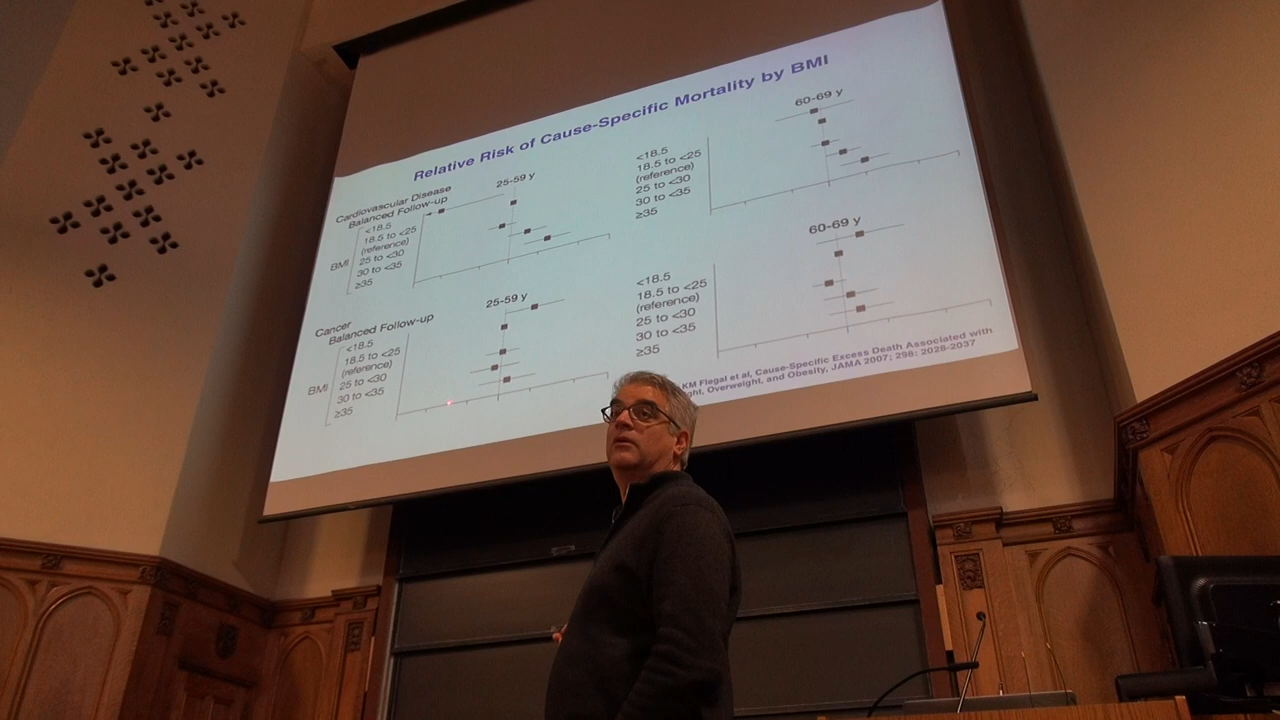 Relative Risk of Cause-Specific Mortality by BMI
Cardiovascular Disease
Balanced Follow-up
25-59 y
BMI
<18.5
18.5 to <25
(reference)
25 to <30
30 to <35
≥35
60-69 y
<18.5
18.5 to <25
(reference)
25 to <30
30 to <35
≥35
Cancer
Balanced Follow-up
25-59 y
BMI
<18.5
18.5 to <25
(reference)
25 to <30
30 to <35
≥35
60-69 y
<18.5
18.5 to <25
(reference)
25 to <30
30 to <35
≥35
KM Flegal et al, Cause-Specific Excess Death Associated with
Overweight, and Obesity, JAMA 2007; 298: 2028-2037